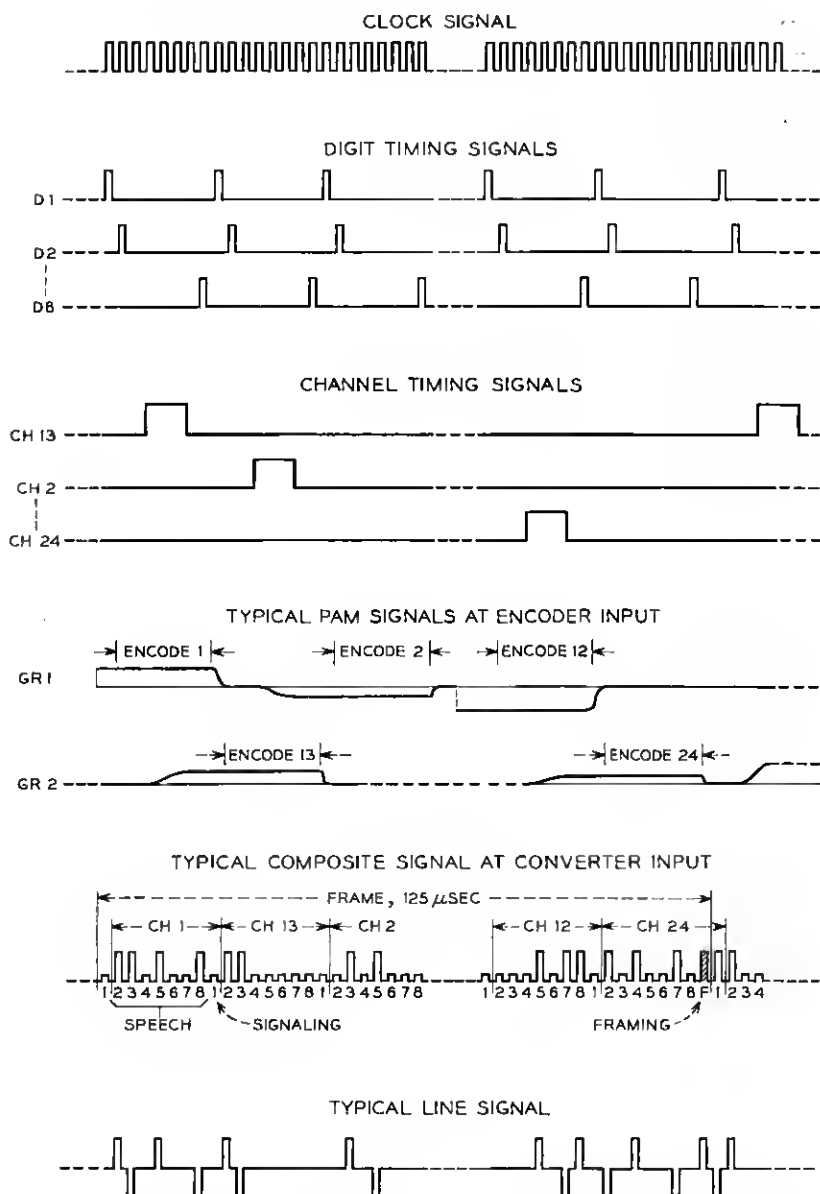 CLOCK SIGNAL
DIGIT TIMING SIGNALS
D1
D2
D8
CHANNEL TIMING SIGNALS
CH 13
CH 2
CH 24
TYPICAL PAM SIGNALS AT ENCODER INPUT
ENCODE 1 ENCODE 2 ENCODE 12
GR 1
ENCODE 13 ENCODE 24
GR 2
TYPICAL COMPOSITE SIGNAL AT CONVERTER INPUT
FRAME, 125 μSEC
CH 1 CH 13 CH 2 CH 12 CH 24
1 2 3 4 5 6 7 8 1 2 3 4 5 6 7 8 1 2 3 4 5 6 7 8 1 2 3 4 5 6 7 8 1 2 3 4 5 6 7 8 F 1 2 3 4
SPEECH SIGNALING FRAMING
TYPICAL LINE SIGNAL